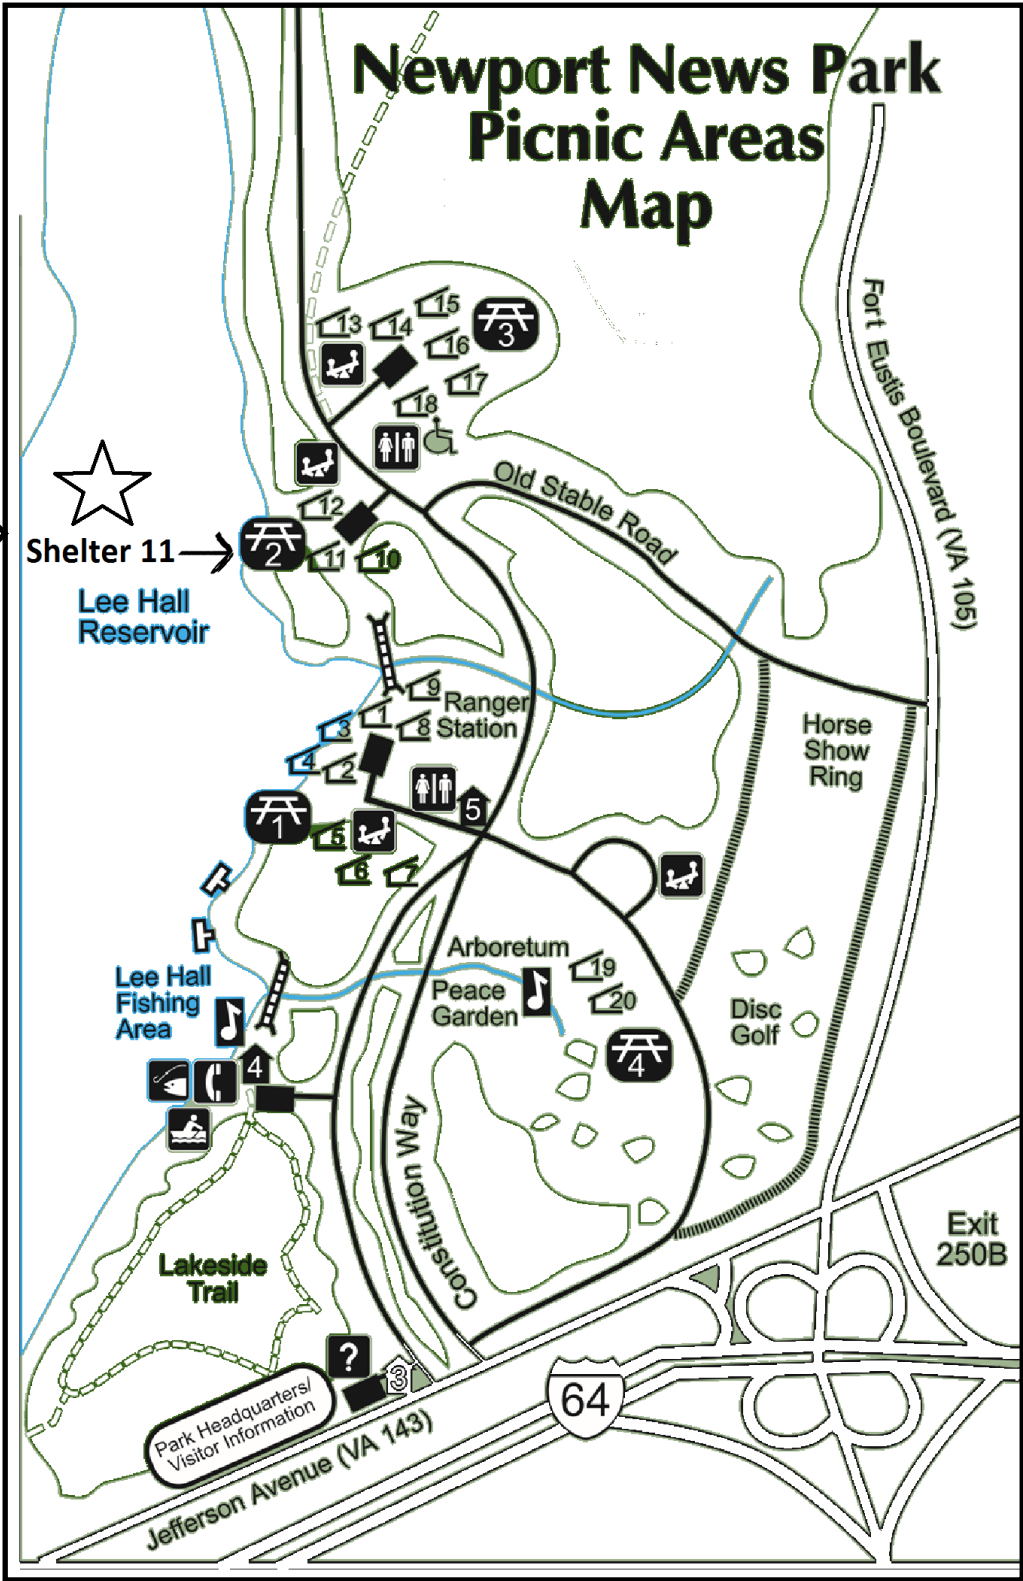 Newport News Park
Picnic Areas
Map
15
13
14
3
16
17
18
Fort Eustis Boulevard (VA 105)
Old Stable Road
12
2
Shelter 11
11
10
Lee Hall
Reservoir
9
Ranger
Station
1
3
8
4
2
Horse
Show
Ring
5
1
5
6
7
Arboretum
19
Peace
Garden
20
Lee Hall
Fishing
Area
Disc
Golf
4
4
Constitution Way
Exit
250B
Lakeside
Trail
?
3
64
Park Headquarters/
Visitor Information
Jefferson Avenue (VA 143)